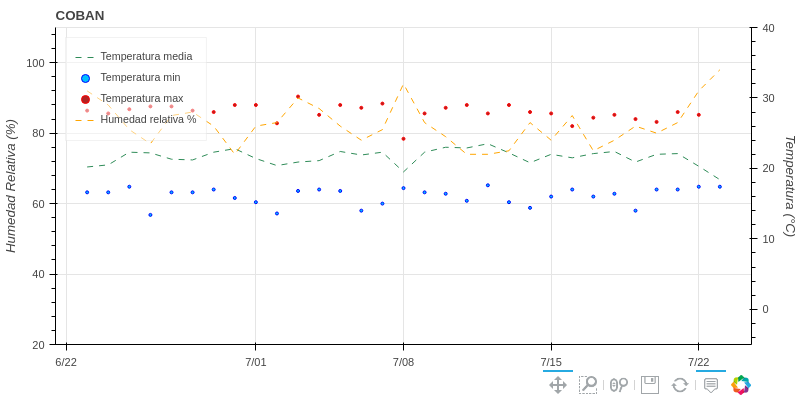 COBAN
Temperatura media
Temperatura min
Temperatura max
Humedad relativa %
Humedad Relativa (%)
100
80
60
40
20
40
30
20
10
0
Temperatura (°C)
6/22
7/01
7/08
7/15
7/22